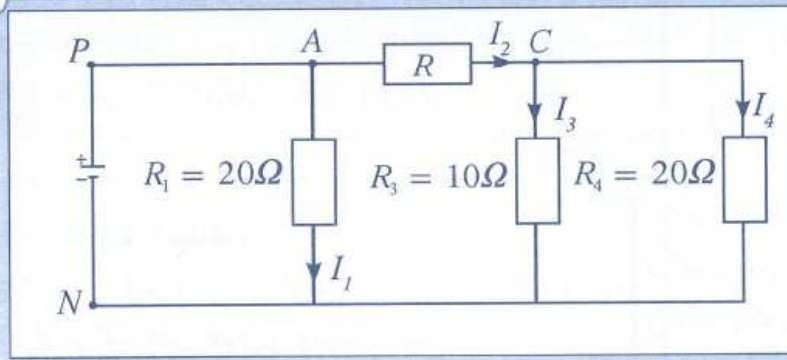 P A R I₂ C
+
−
R₁ = 20Ω R₃ = 10Ω I₃ R₄ = 20Ω I₄
I₁
N